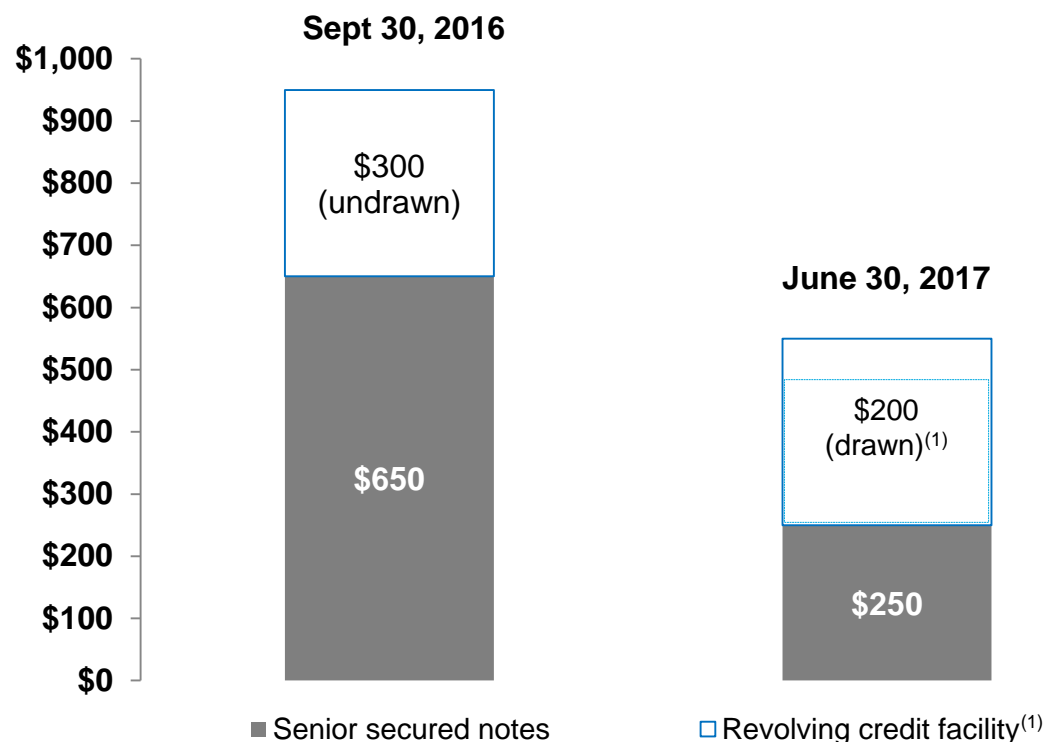 Sept 30, 2016
$1,000
$900
$800
$700
$600
$500
$400
$300
$200
$100
$0
$300
(undrawn)
$650
June 30, 2017
$200
(drawn)(1)
$250
Senior secured notes
Revolving credit facility(1)